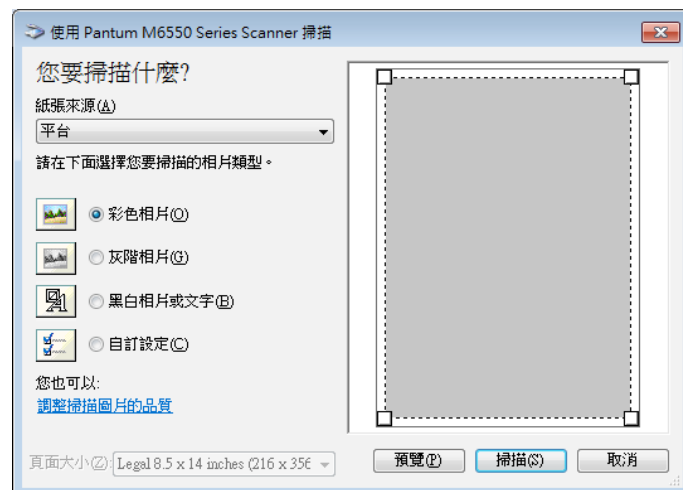 使用 Pantum M6550 Series Scanner 掃描
您要掃描什麼?
紙張來源(A)
平台
請在下面選擇您要掃描的相片類型。
彩色相片(O)
灰階相片(G)
黑白相片或文字(B)
自訂設定(C)
您也可以:
調整掃描圖片的品質
頁面大小(Z): Legal 8.5 x 14 inches (216 x 356
預覽(P) 掃描(S) 取消